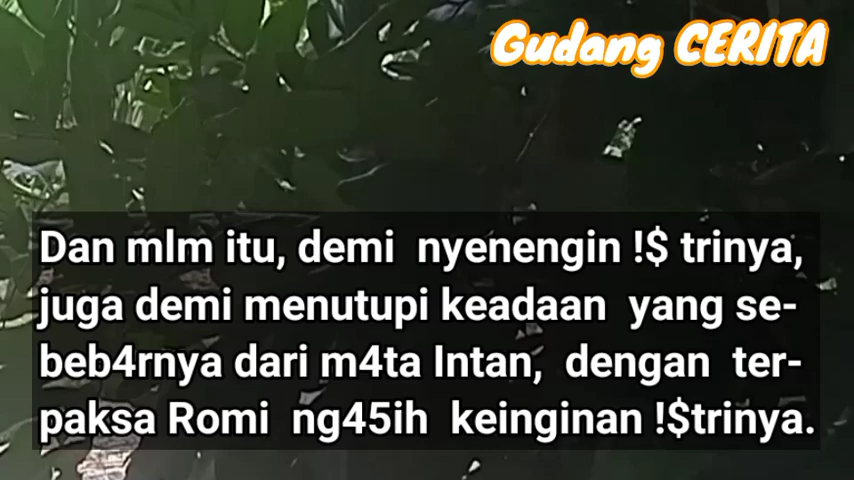 Gudang CERITA
Dan mlm itu, demi nyenengin !$ trinya,
juga demi menutupi keadaan yang se-
beb4rnya dari m4ta Intan, dengan ter-
paksa Romi ng45ih keinginan !$trinya.